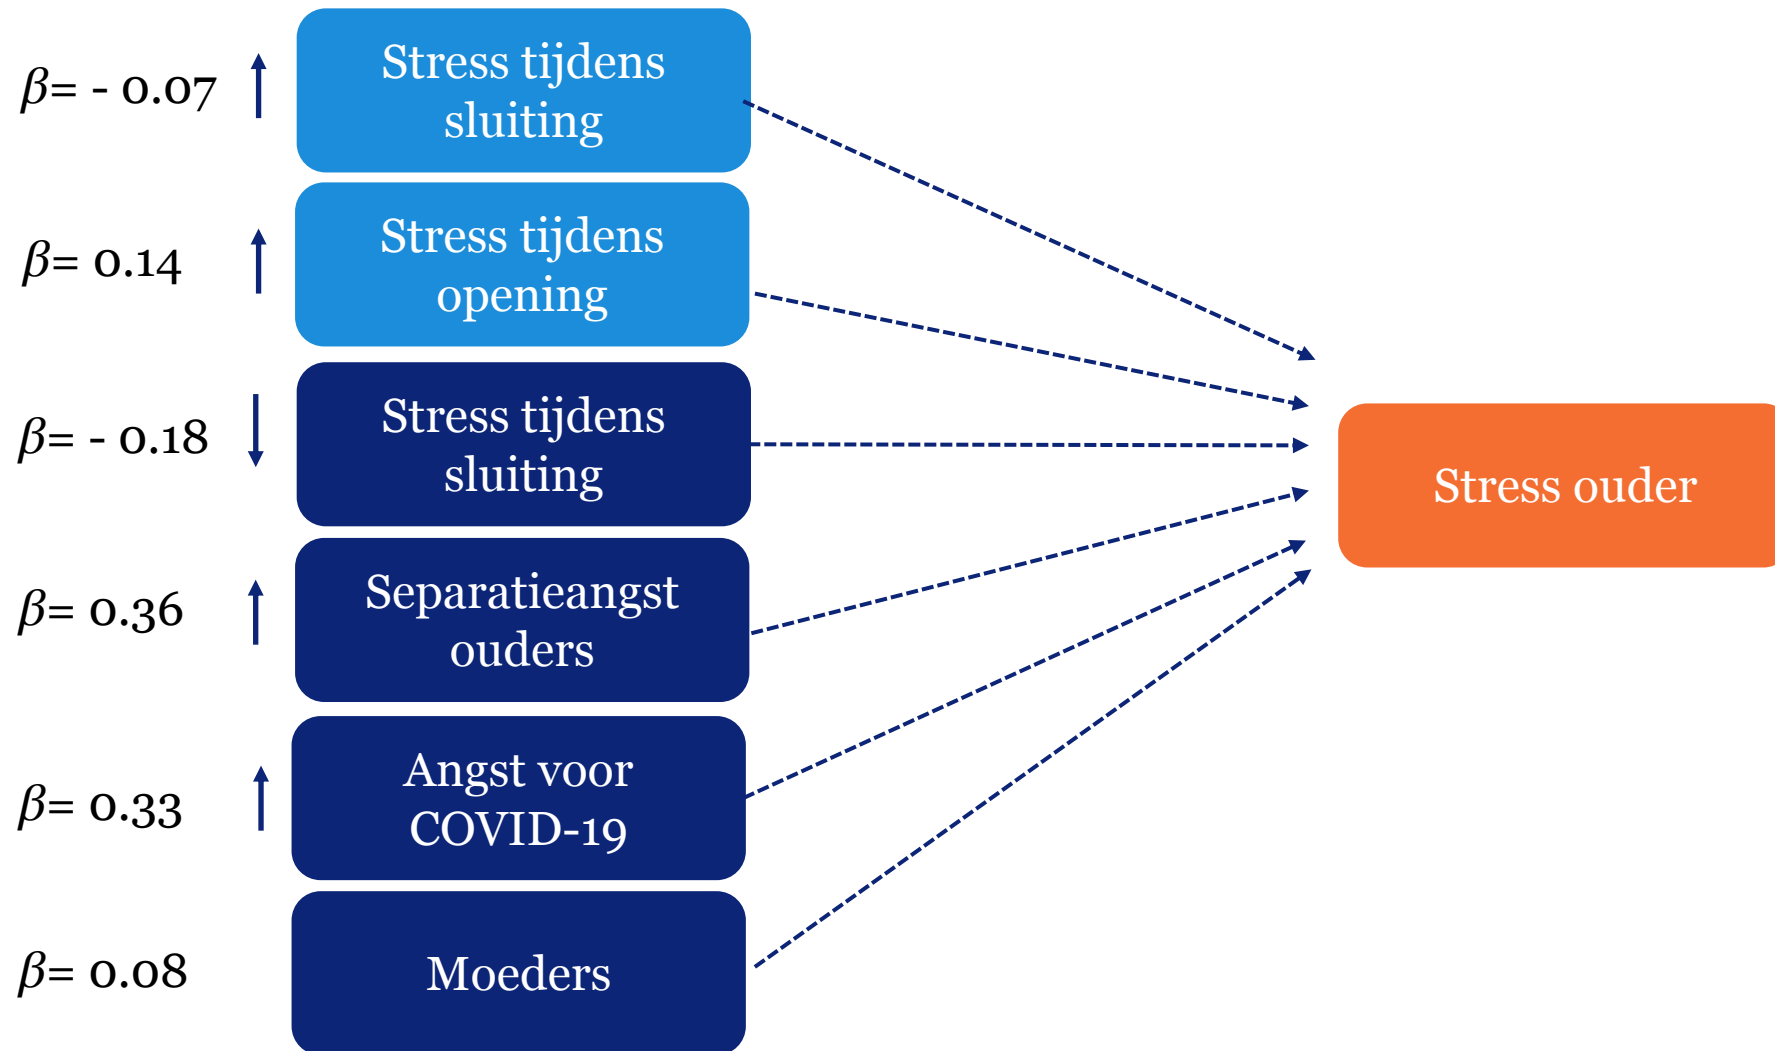 β= - 0.07
Stress tijdens
sluiting
β= 0.14
Stress tijdens
opening
β= - 0.18
Stress tijdens
sluiting
Stress ouder
β= 0.36
Separatieangst
ouders
β= 0.33
Angst voor
COVID-19
β= 0.08
Moeders